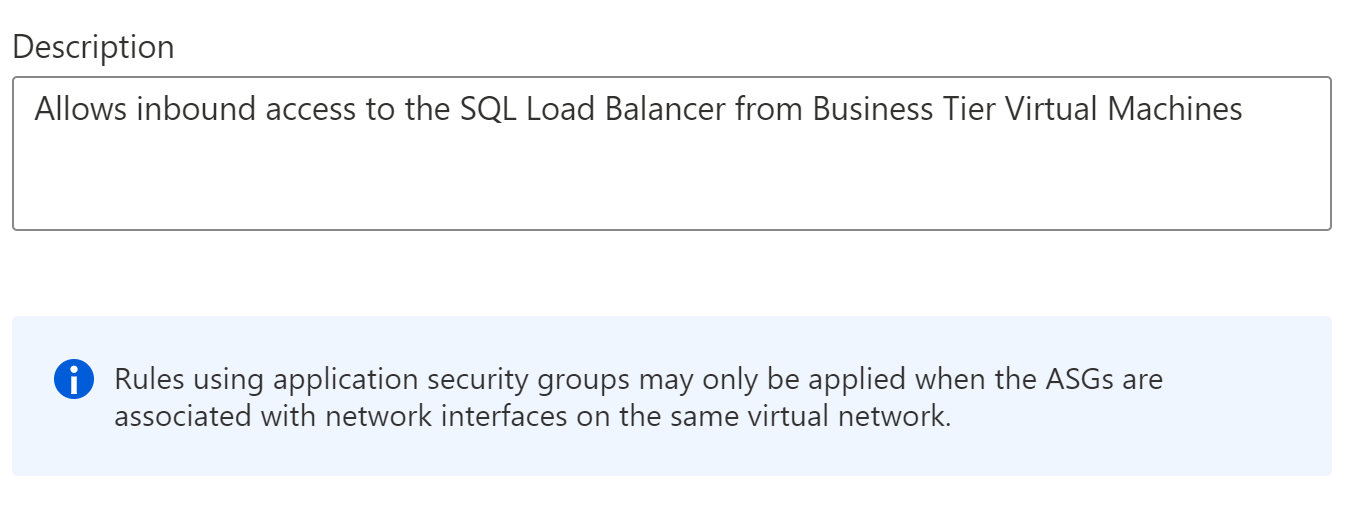 Description
Allows inbound access to the SQL Load Balancer from Business Tier Virtual Machines
Rules using application security groups may only be applied when the ASGs are
associated with network interfaces on the same virtual network.